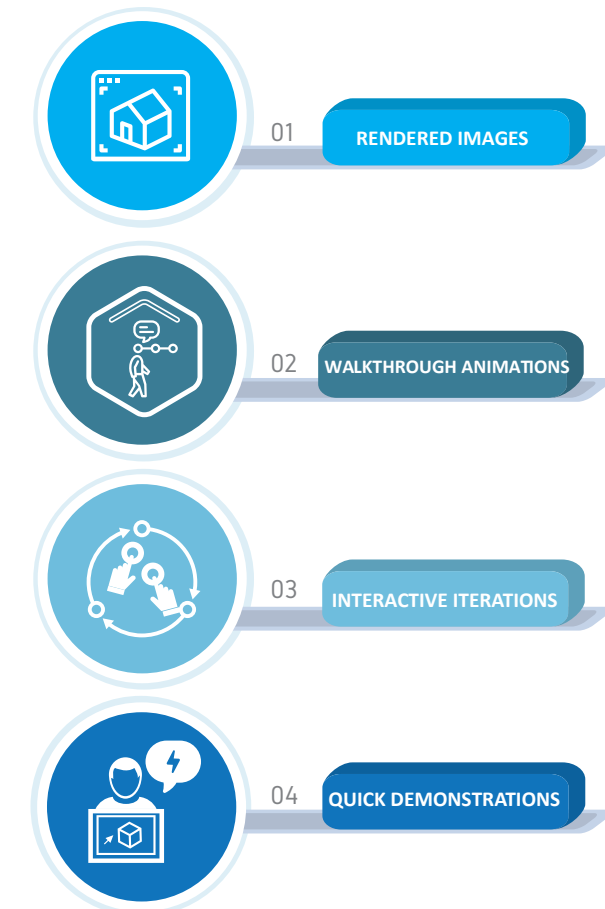 01
RENDERED IMAGES
02
WALKTHROUGH ANIMATIONS
03
INTERACTIVE ITERATIONS
04
QUICK DEMONSTRATIONS